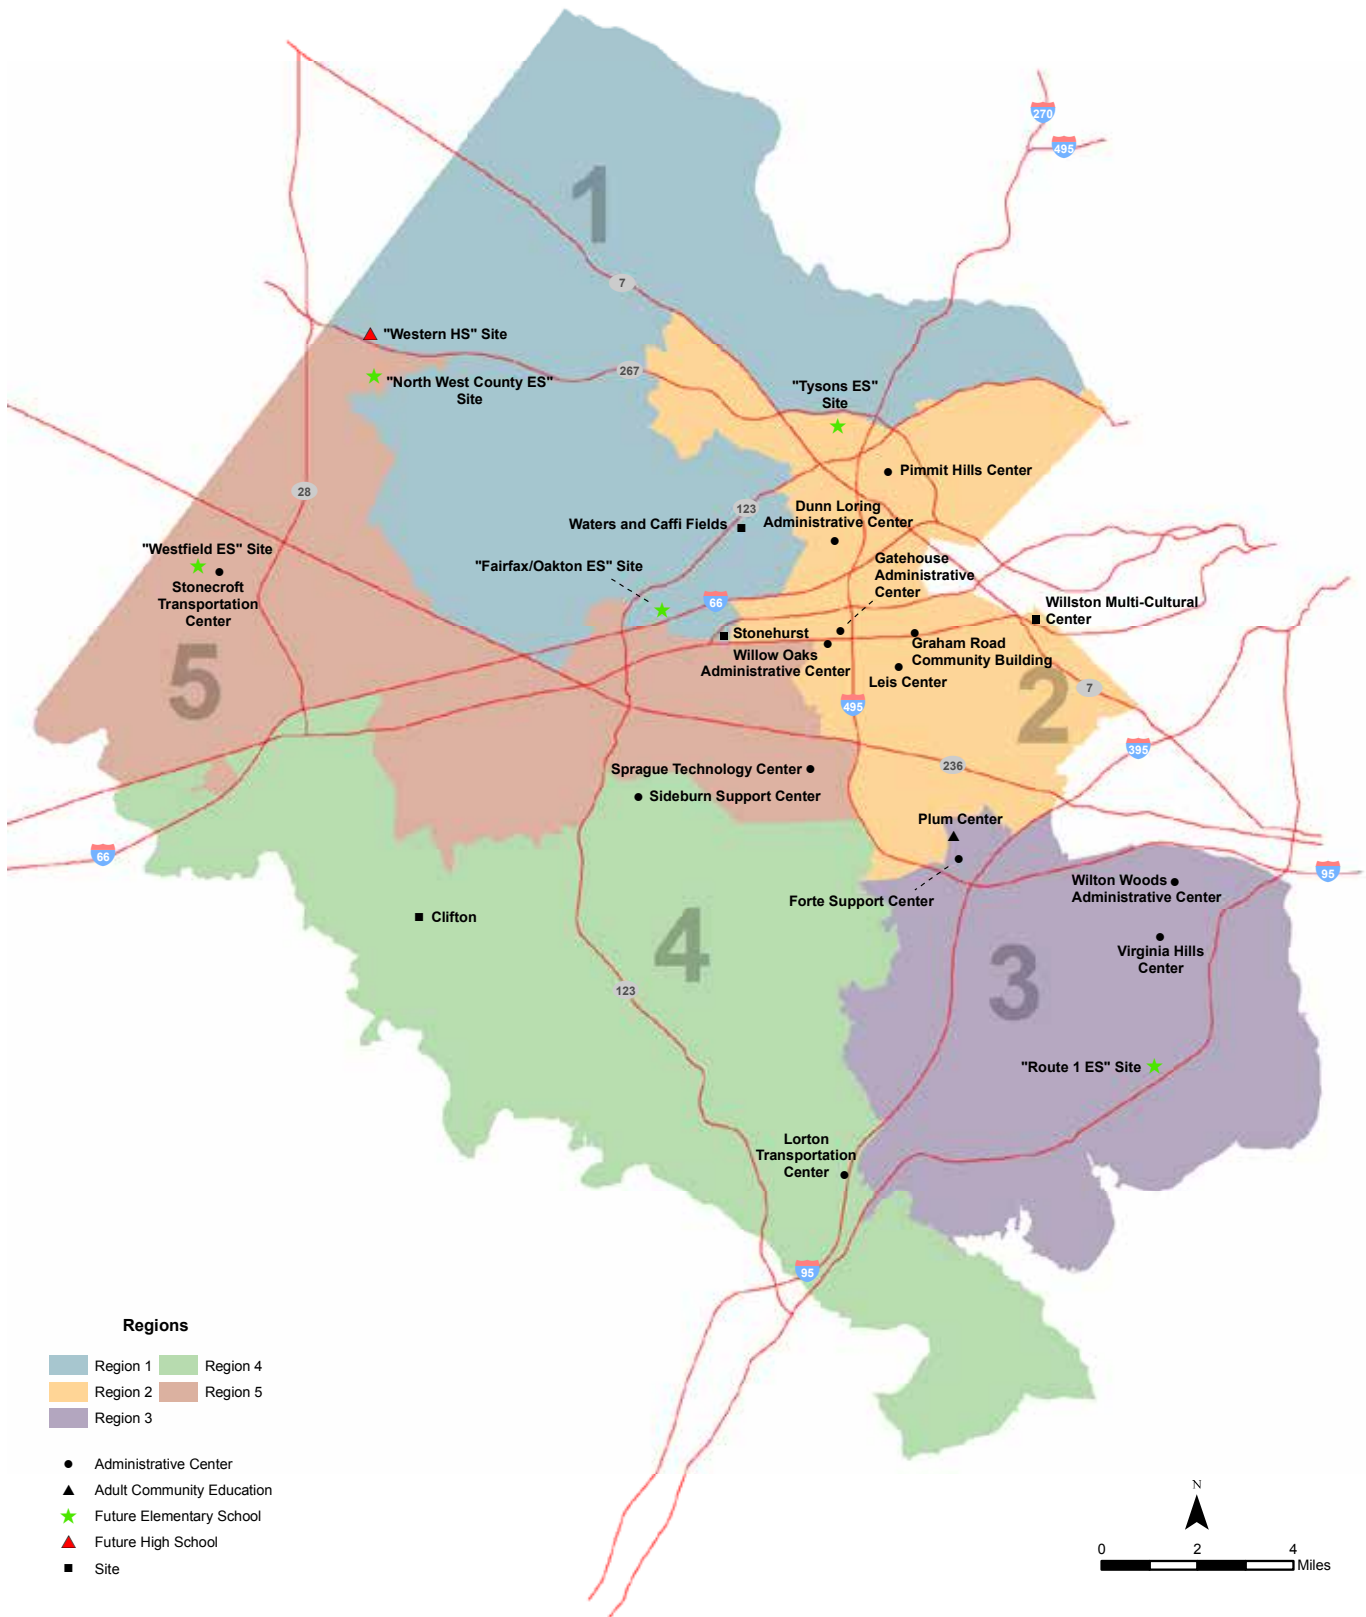 270
495
1
7
"Western HS" Site
267
"North West County ES"
Site
"Tysons ES"
Site
Pimmit Hills Center
28
123
Dunn Loring
Administrative Center
Waters and Caffi Fields
"Westfield ES" Site
Stonecroft
Transportation
Center
"Fairfax/Oakton ES" Site
Gatehouse
Administrative
Center
66
Willston Multi-Cultural
Center
Stonehurst
Willow Oaks
Administrative Center
Graham Road
Community Building
Leis Center
5
2
7
495
395
236
Sprague Technology Center
Sideburn Support Center
Plum Center
66
95
Forte Support Center
Wilton Woods
Administrative Center
Clifton
4
Virginia Hills
Center
3
123
"Route 1 ES" Site
Lorton
Transportation
Center
95
Regions
Region 1
Region 4
Region 2
Region 5
Region 3
Administrative Center
Adult Community Education
Future Elementary School
Future High School
Site
N
0 2 4
Miles